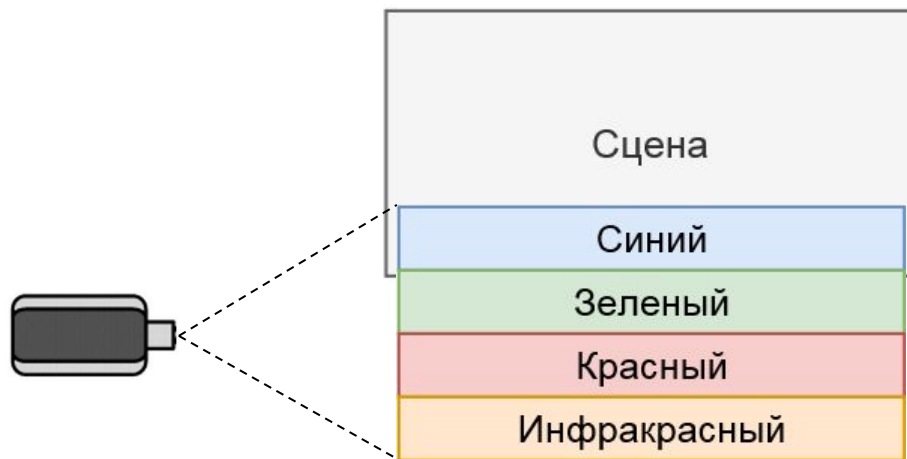 Сцена
Синий
Зеленый
Красный
Инфракрасный